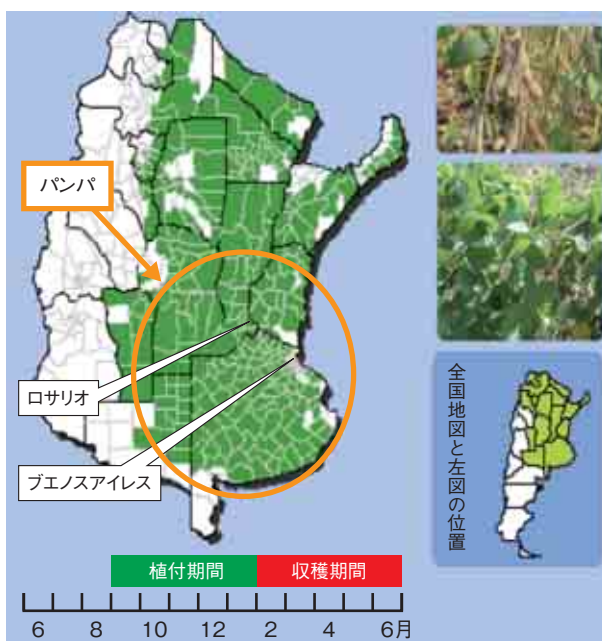 パンパ
ロサリオ
ブエノスアイレス
全国地図と左図の位置
植付期間 収穫期間
6 8 10 12 2 4 6月